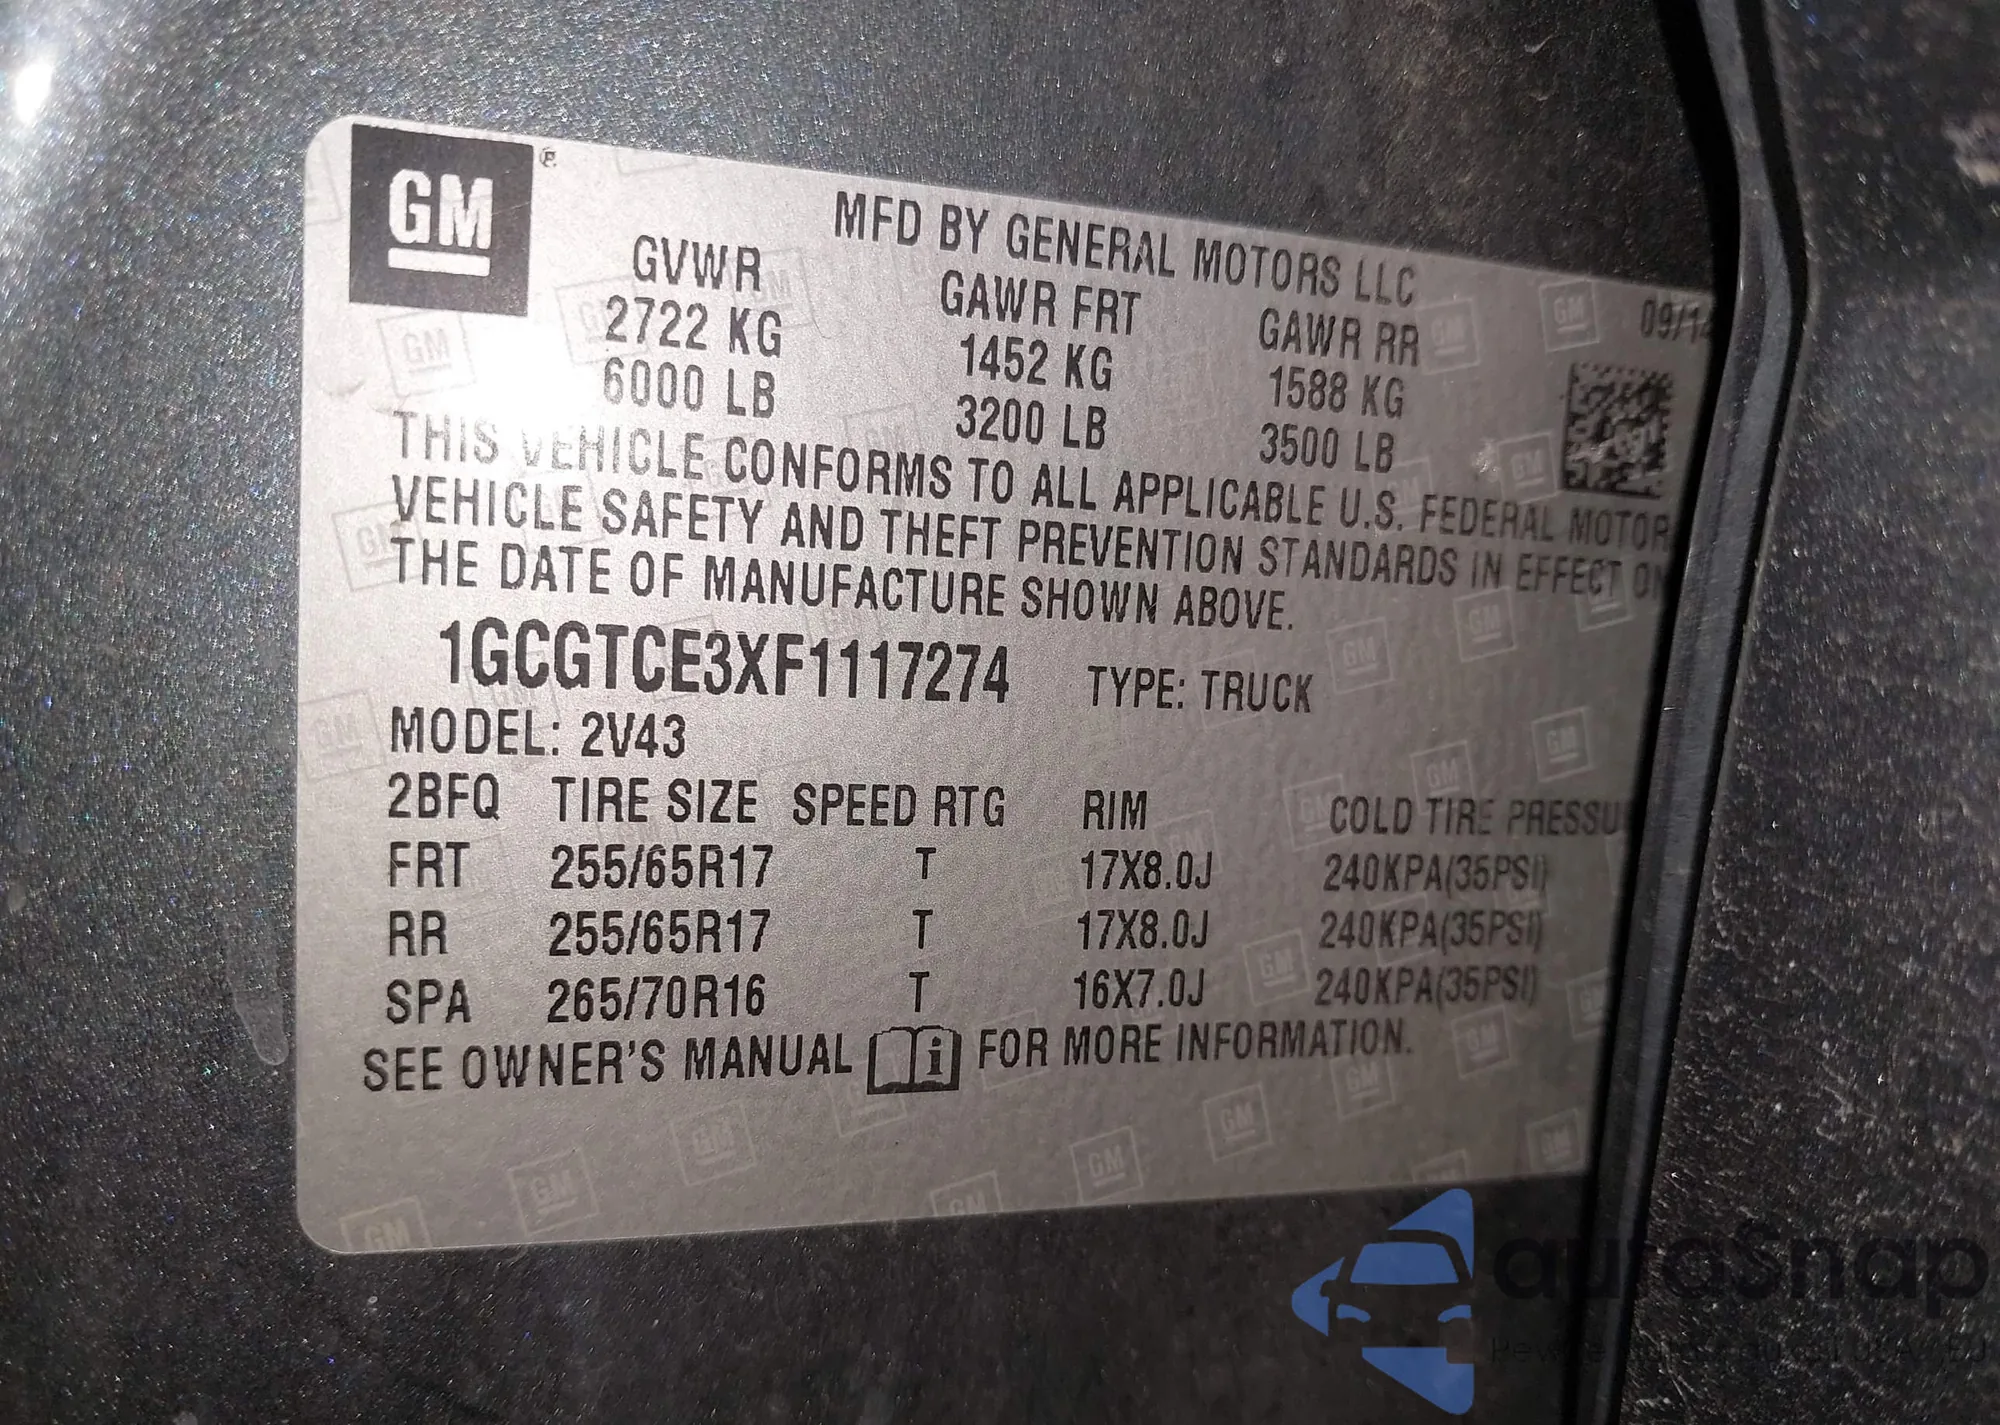 GM ®
MFD BY GENERAL MOTORS LLC
GVWR GAWR FRT GAWR RR 09/14
2722 KG 1452 KG 1588 KG
6000 LB 3200 LB 3500 LB
THIS VEHICLE CONFORMS TO ALL APPLICABLE U.S. FEDERAL MOTOR
VEHICLE SAFETY AND THEFT PREVENTION STANDARDS IN EFFECT ON
THE DATE OF MANUFACTURE SHOWN ABOVE.
1GCGTCE3XF1117274 TYPE: TRUCK
MODEL: 2V43
2BFQ TIRE SIZE SPEED RTG RIM COLD TIRE PRESSU
FRT 255/65R17 T 17X8.0J 240KPA(35PSI)
RR 255/65R17 T 17X8.0J 240KPA(35PSI)
SPA 265/70R16 T 16X7.0J 240KPA(35PSI)
SEE OWNER'S MANUAL i FOR MORE INFORMATION.